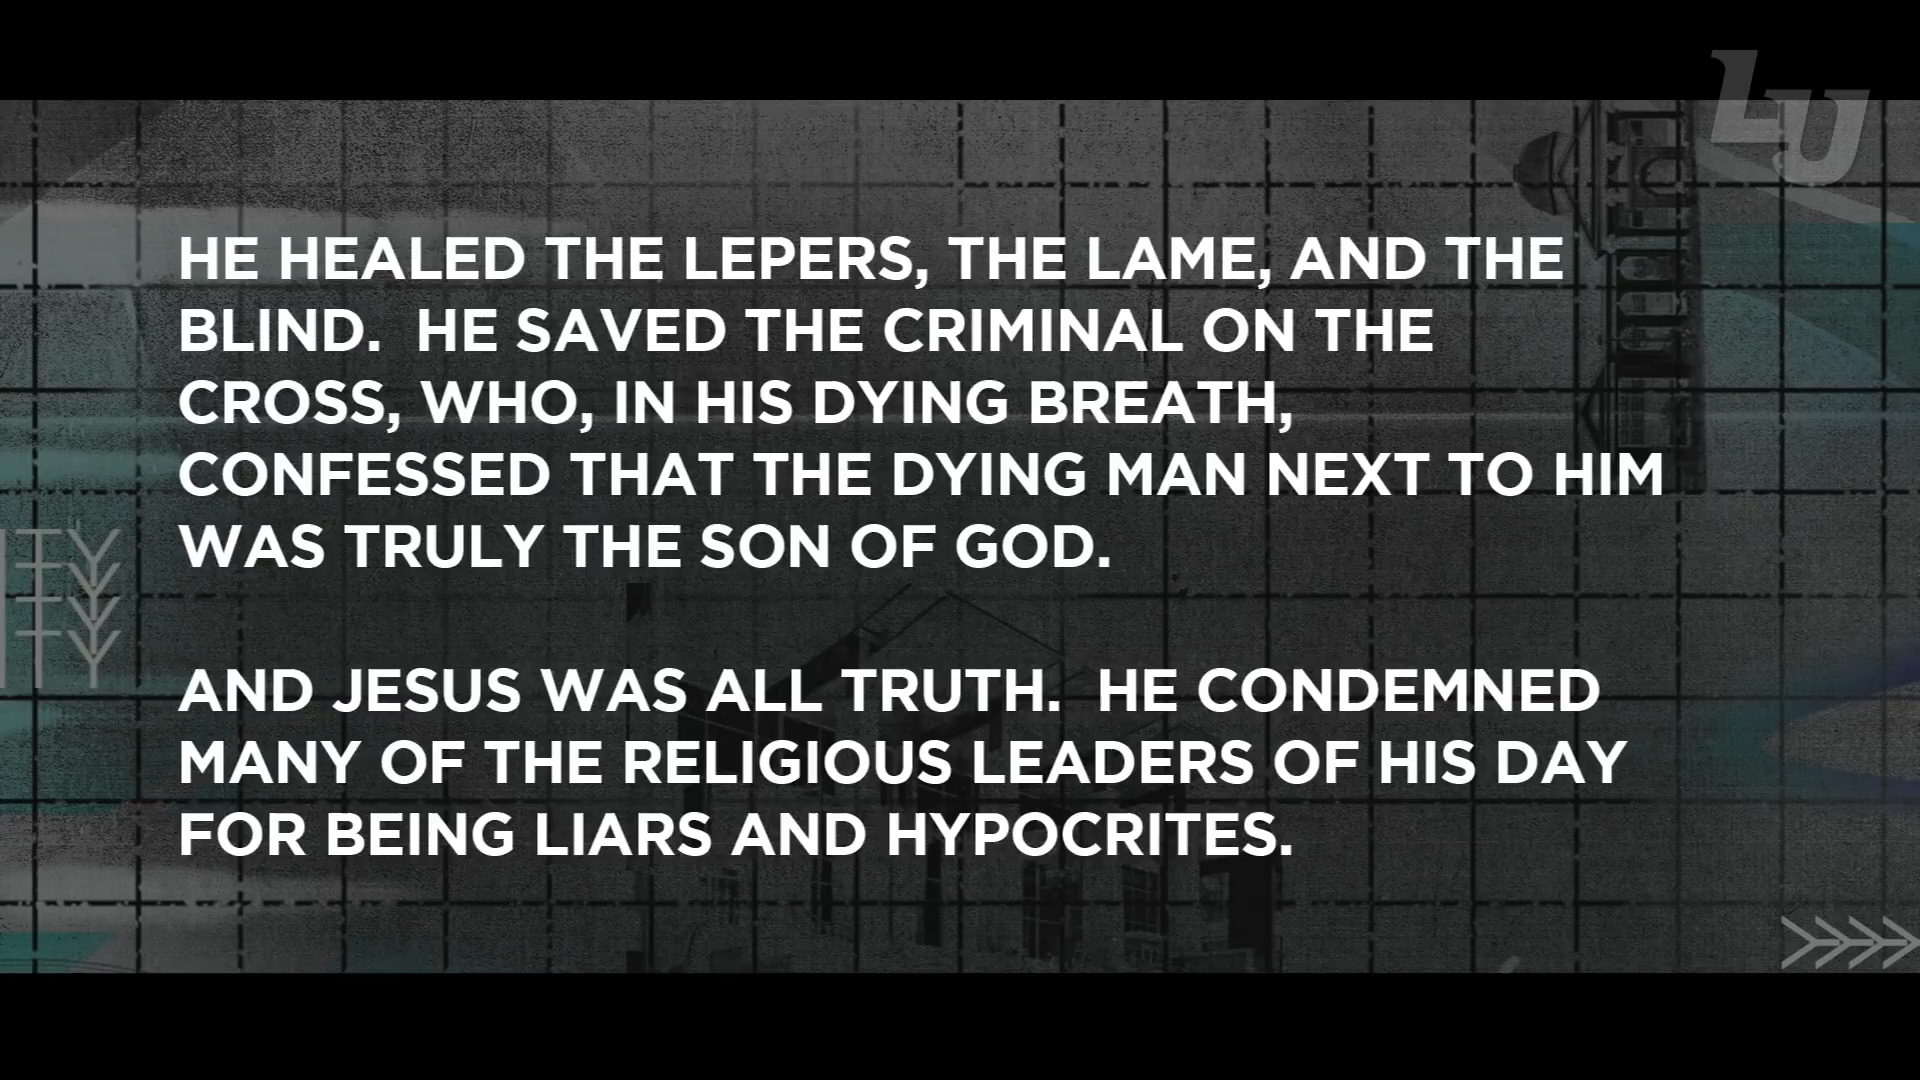 LU
HE HEALED THE LEPERS, THE LAME, AND THE
BLIND.  HE SAVED THE CRIMINAL ON THE
CROSS, WHO, IN HIS DYING BREATH,
CONFESSED THAT THE DYING MAN NEXT TO HIM
WAS TRULY THE SON OF GOD.
AND JESUS WAS ALL TRUTH.  HE CONDEMNED
MANY OF THE RELIGIOUS LEADERS OF HIS DAY
FOR BEING LIARS AND HYPOCRITES.